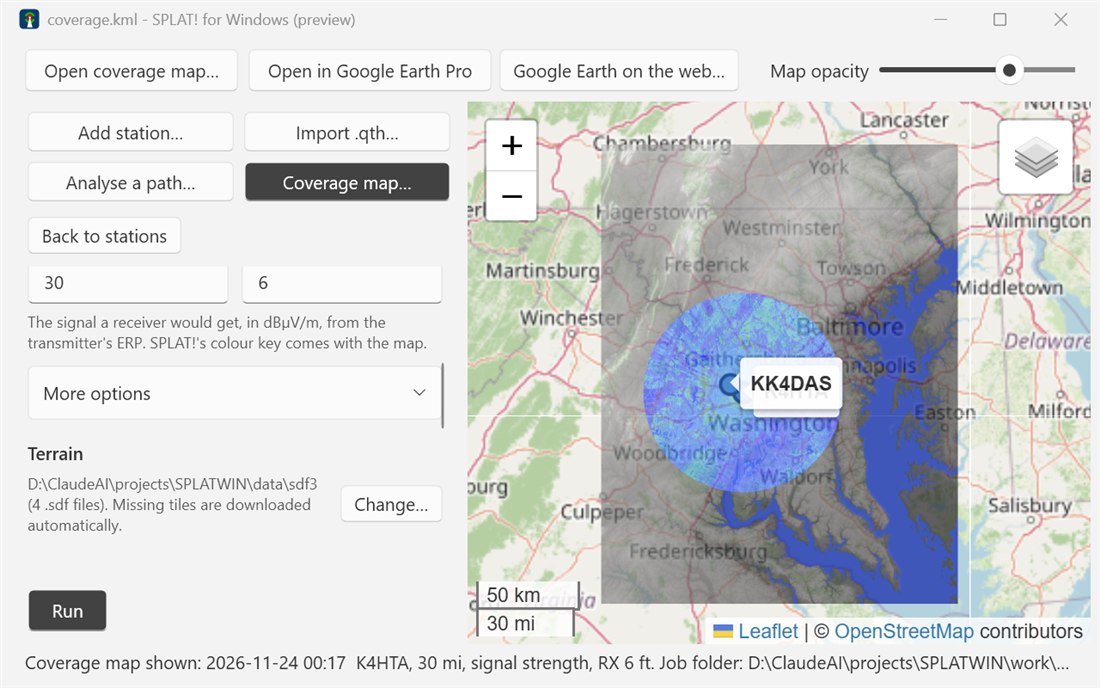 coverage.kml - SPLAT! for Windows (preview)
Open coverage map...
Open in Google Earth Pro
Google Earth on the web...
Map opacity
Add station...
Import .qth...
Analyse a path...
Coverage map...
Back to stations
30
6
The signal a receiver would get, in dBµV/m, from the
transmitter's ERP. SPLAT!'s colour key comes with the map.
More options
Terrain
D:\ClaudeAI\projects\SPLATWIN\data\sdf3
(4 .sdf files). Missing tiles are downloaded
automatically.
Change...
Run
+
−
Lancaster
Chambersburg
York
Hagerstown
Westminster
Wilmington
Martinsburg
Frederick
Towson
Middletown
Winchester
Baltimore
Delaware
KK4DAS
K4HTA
Easton
Milford
Washington
Woodbridge
Waldorf
Culpeper
Salisbury
Fredericksburg
50 km
30 mi
Leaflet | © OpenStreetMap contributors
Coverage map shown: 2026-11-24 00:17 K4HTA, 30 mi, signal strength, RX 6 ft. Job folder: D:\ClaudeAI\projects\SPLATWIN\work\...